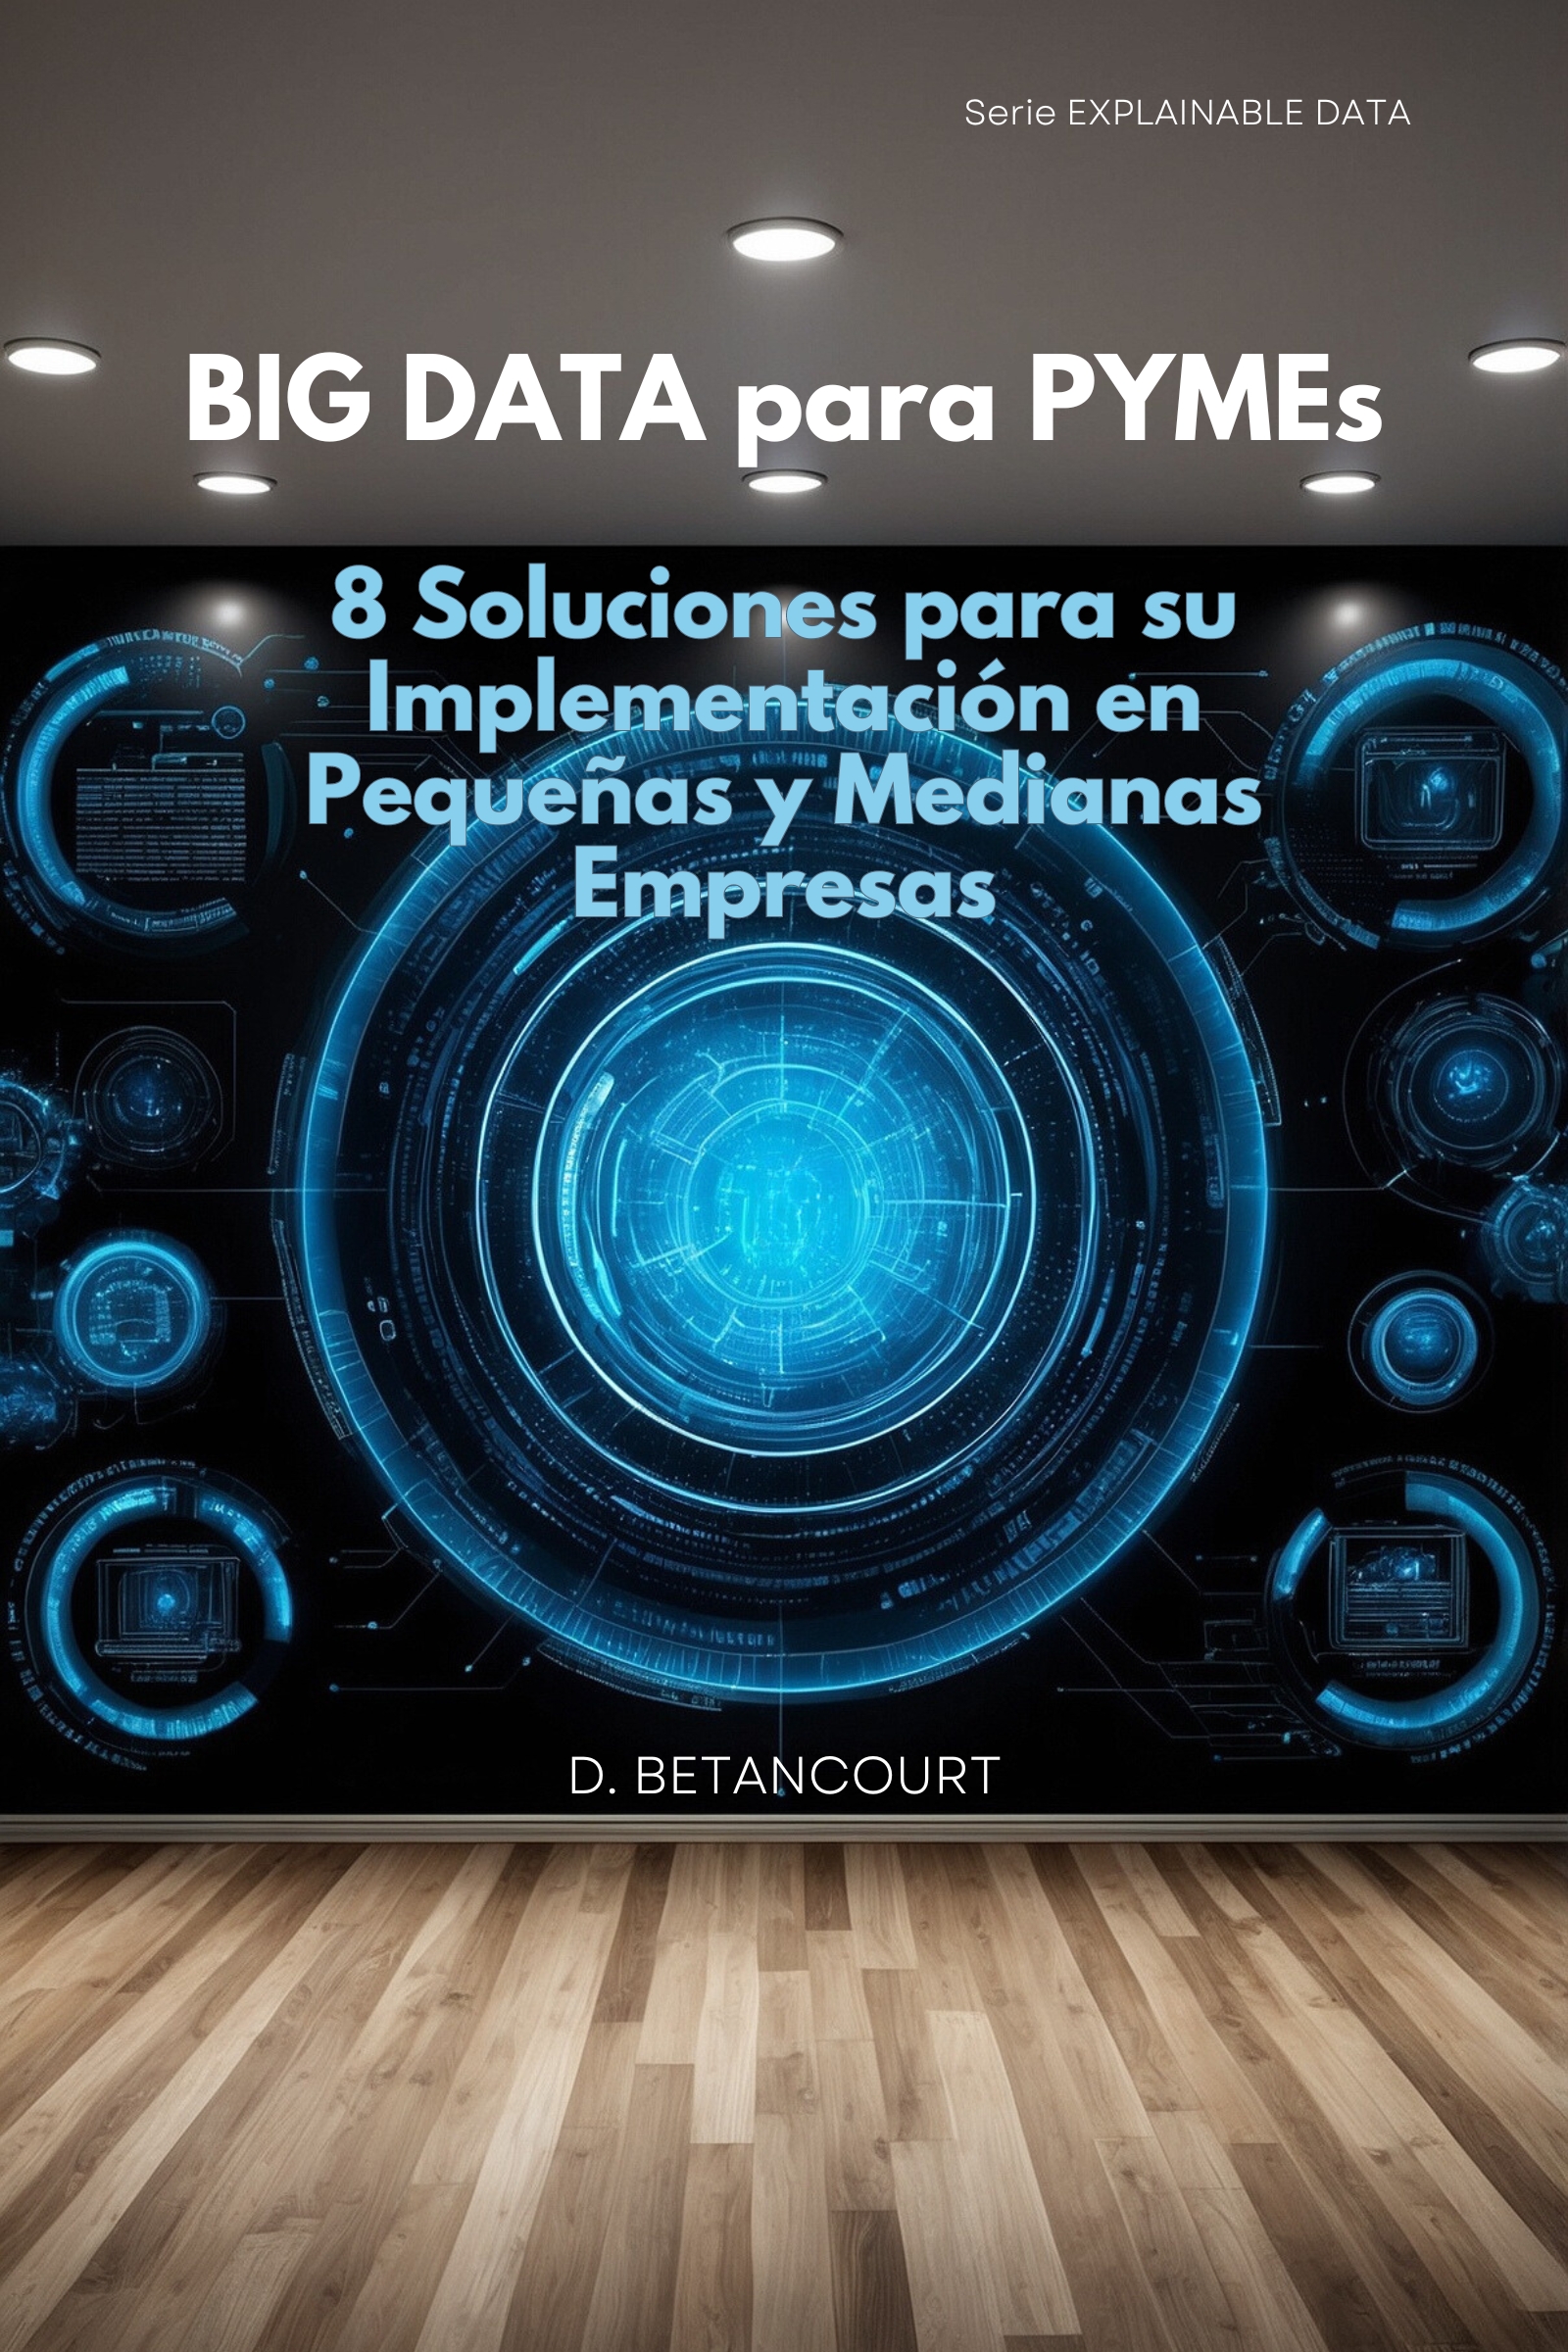 Serie EXPLAINABLE DATA
BIG DATA para PYMEs
8 Soluciones para su
Implementación en
Pequeñas y Medianas
Empresas
D. BETANCOURT